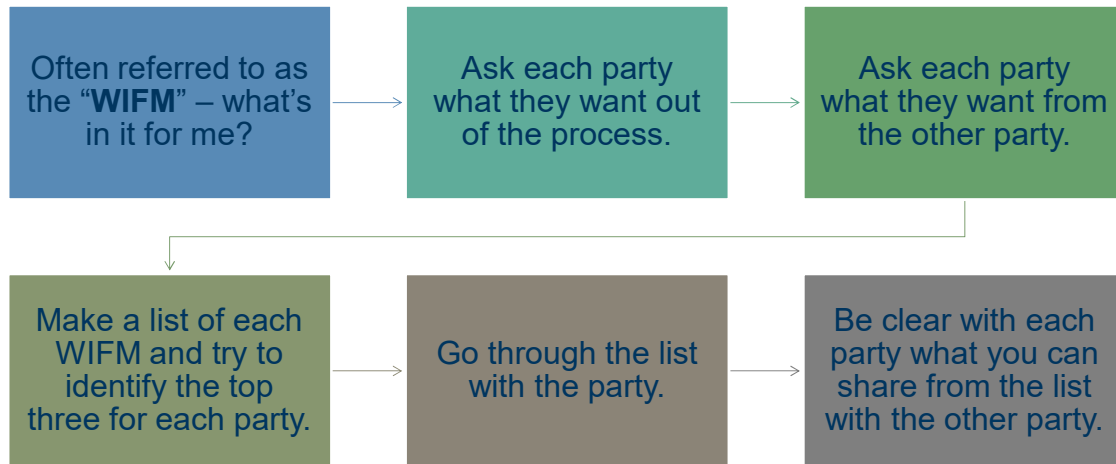 Often referred to as
the “WIFM” – what’s
in it for me?
Ask each party
what they want out
of the process.
Ask each party
what they want from
the other party.
Make a list of each
WIFM and try to
identify the top
three for each party.
Go through the list
with the party.
Be clear with each
party what you can
share from the list
with the other party.